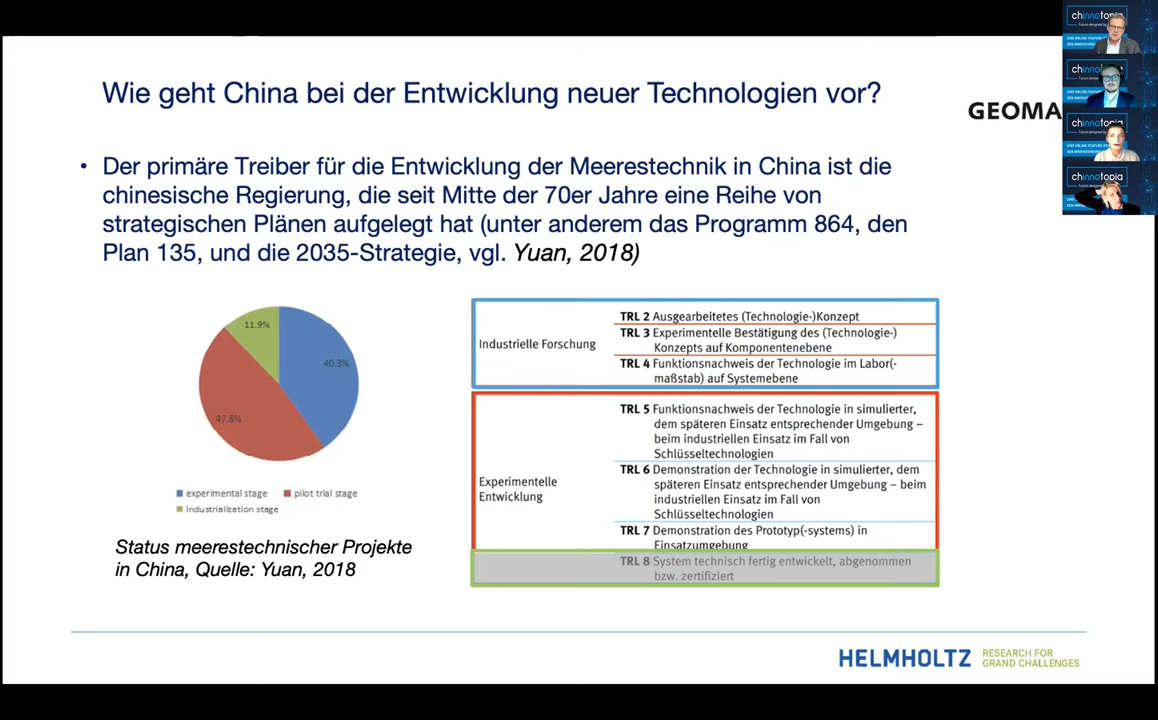 Wie geht China bei der Entwicklung neuer Technologien vor?
GEOMA
• Der primäre Treiber für die Entwicklung der Meerestechnik in China ist die
chinesische Regierung, die seit Mitte der 70er Jahre eine Reihe von
strategischen Plänen aufgelegt hat (unter anderem das Programm 864, den
Plan 135, und die 2035-Strategie, vgl. Yuan, 2018)
11.9%
40.3%
47.8%
experimental stage
pilot trial stage
industrialization stage
Status meerestechnischer Projekte
in China, Quelle: Yuan, 2018
Industrielle Forschung
TRL 2 Ausgearbeitetes (Technologie-)Konzept
TRL 3 Experimentelle Bestätigung des (Technologie-)
Konzepts auf Komponentenebene
TRL 4 Funktionsnachweis der Technologie im Labor(-
maßstab) auf Systemebene
Experimentelle
Entwicklung
TRL 5 Funktionsnachweis der Technologie in simulierter,
dem späteren Einsatz entsprechender Umgebung –
beim industriellen Einsatz im Fall von
Schlüsseltechnologien
TRL 6 Demonstration der Technologie in simulierter, dem
späteren Einsatz entsprechender Umgebung – beim
industriellen Einsatz im Fall von
Schlüsseltechnologien
TRL 7 Demonstration des Prototyp(-systems) in
Einsatzumgebung
TRL 8 System technisch fertig entwickelt, abgenommen
bzw. zertifiziert
HELMHOLTZ
RESEARCH FOR
GRAND CHALLENGES
chinnotopia
chinnotopia
chinnotopia
chinnotopia